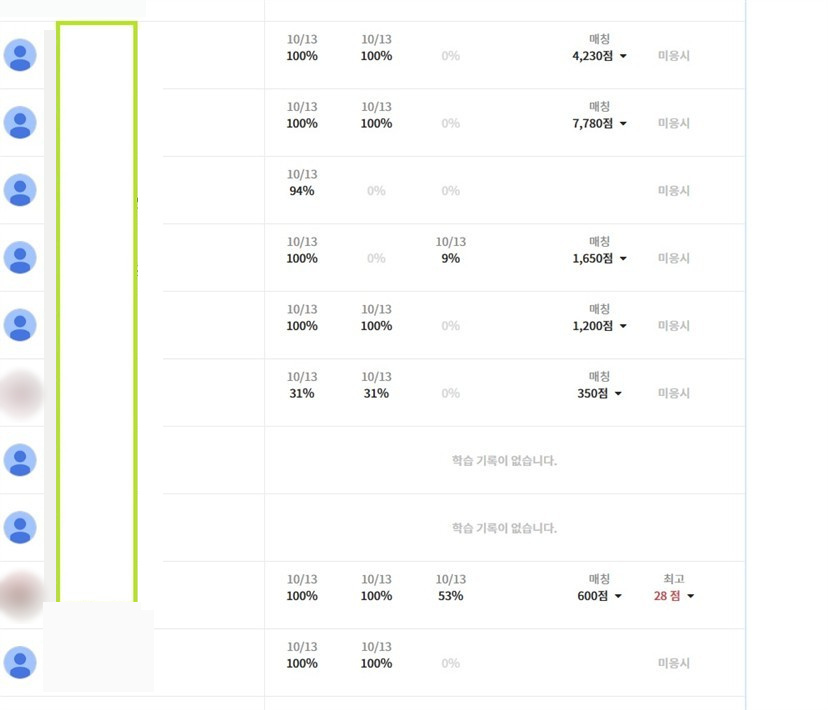 10/13 10/13 매칭
100% 100% 0% 4,230점 미응시
10/13 10/13 매칭
100% 100% 0% 7,780점 미응시
10/13
94% 0% 0% 미응시
10/13 10/13 매칭
100% 0% 9% 1,650점 미응시
10/13 10/13 매칭
100% 100% 0% 1,200점 미응시
10/13 10/13 매칭
31% 31% 0% 350점 미응시
학습 기록이 없습니다.
학습 기록이 없습니다.
10/13 10/13 10/13 매칭 최고
100% 100% 53% 600점 28 점
10/13 10/13
100% 100% 0% 미응시